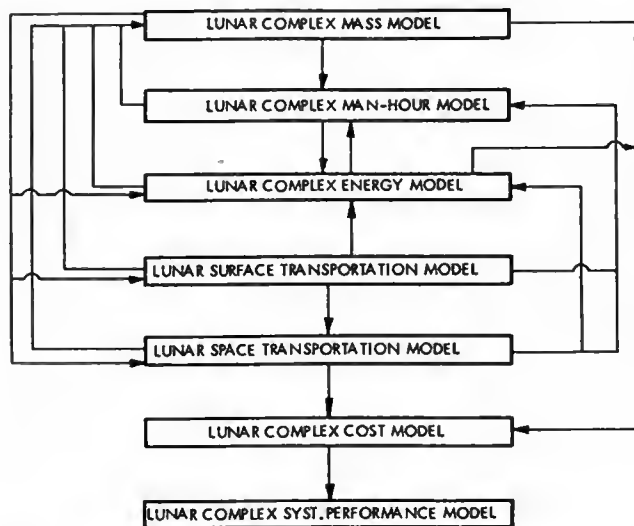 LUNAR COMPLEX MASS MODEL
LUNAR COMPLEX MAN-HOUR MODEL
LUNAR COMPLEX ENERGY MODEL
LUNAR SURFACE TRANSPORTATION MODEL
LUNAR SPACE TRANSPORTATION MODEL
LUNAR COMPLEX COST MODEL
LUNAR COMPLEX SYST.PERFORMANCE MODEL